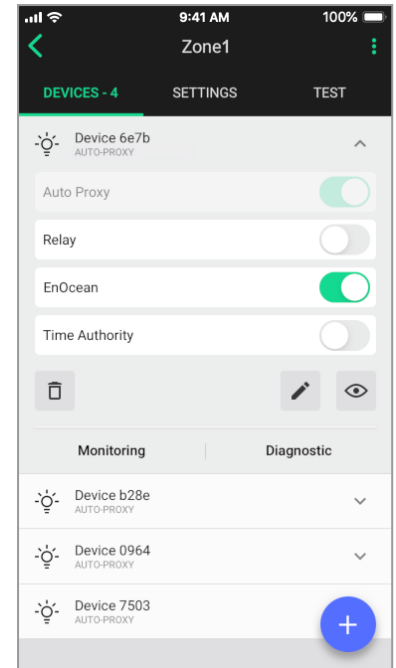 9:41 AM
100%
Zone1
DEVICES - 4 SETTINGS TEST
Device 6e7b
AUTO-PROXY
Auto Proxy
Relay
EnOcean
Time Authority
Monitoring Diagnostic
Device b28e
AUTO-PROXY
Device 0964
AUTO-PROXY
Device 7503
AUTO-PROXY